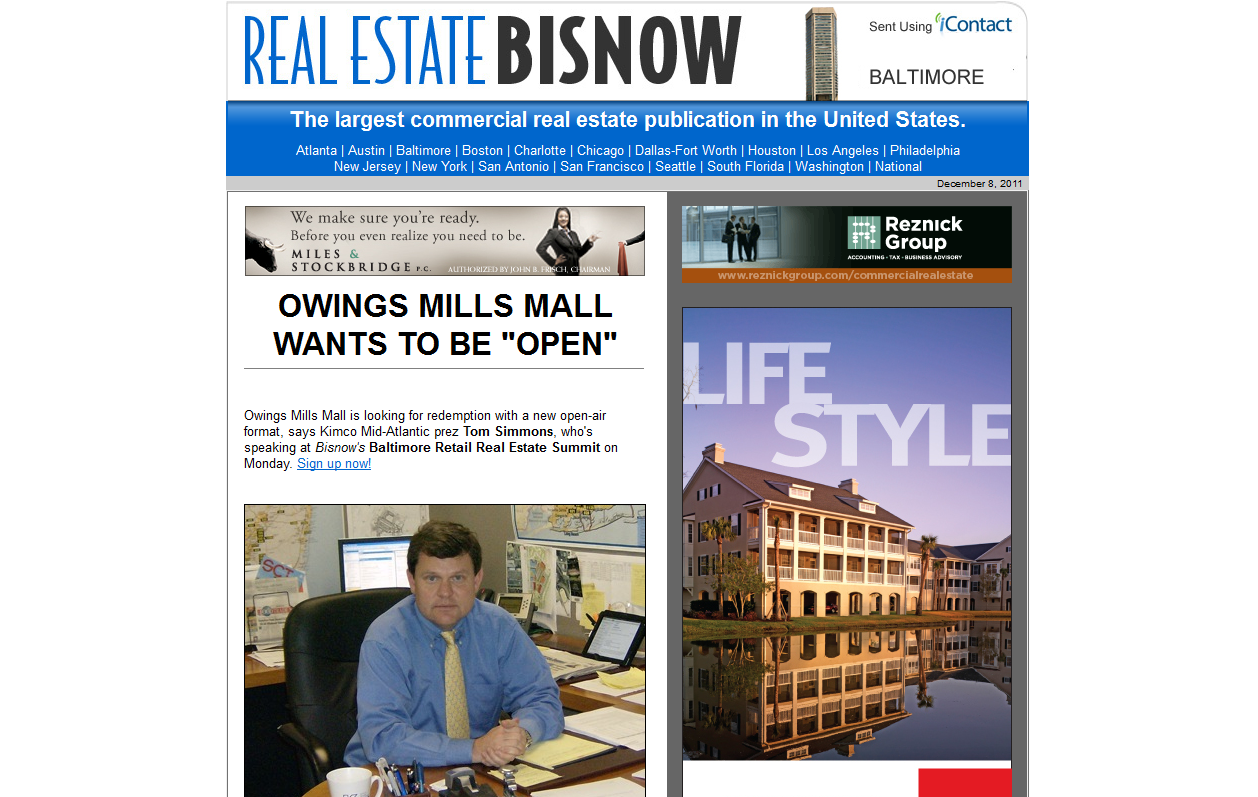 REAL ESTATE BISNOW
Sent Using iContact
BALTIMORE
The largest commercial real estate publication in the United States.
Atlanta | Austin | Baltimore | Boston | Charlotte | Chicago | Dallas-Fort Worth | Houston | Los Angeles | Philadelphia
New Jersey | New York | San Antonio | San Francisco | Seattle | South Florida | Washington | National
December 8, 2011
We make sure you're ready.
Before you even realize you need to be.
MILES &
STOCKBRIDGE P.C.
AUTHORIZED BY JOHN B. FRISCH, CHAIRMAN
OWINGS MILLS MALL
WANTS TO BE "OPEN"
Owings Mills Mall is looking for redemption with a new open-air
format, says Kimco Mid-Atlantic prez Tom Simmons, who's
speaking at Bisnow's Baltimore Retail Real Estate Summit on
Monday. Sign up now!
SCT
Reznick
Group
ACCOUNTING • TAX • BUSINESS ADVISORY
www.reznickgroup.com/commercialrealestate
LIFE
STYLE